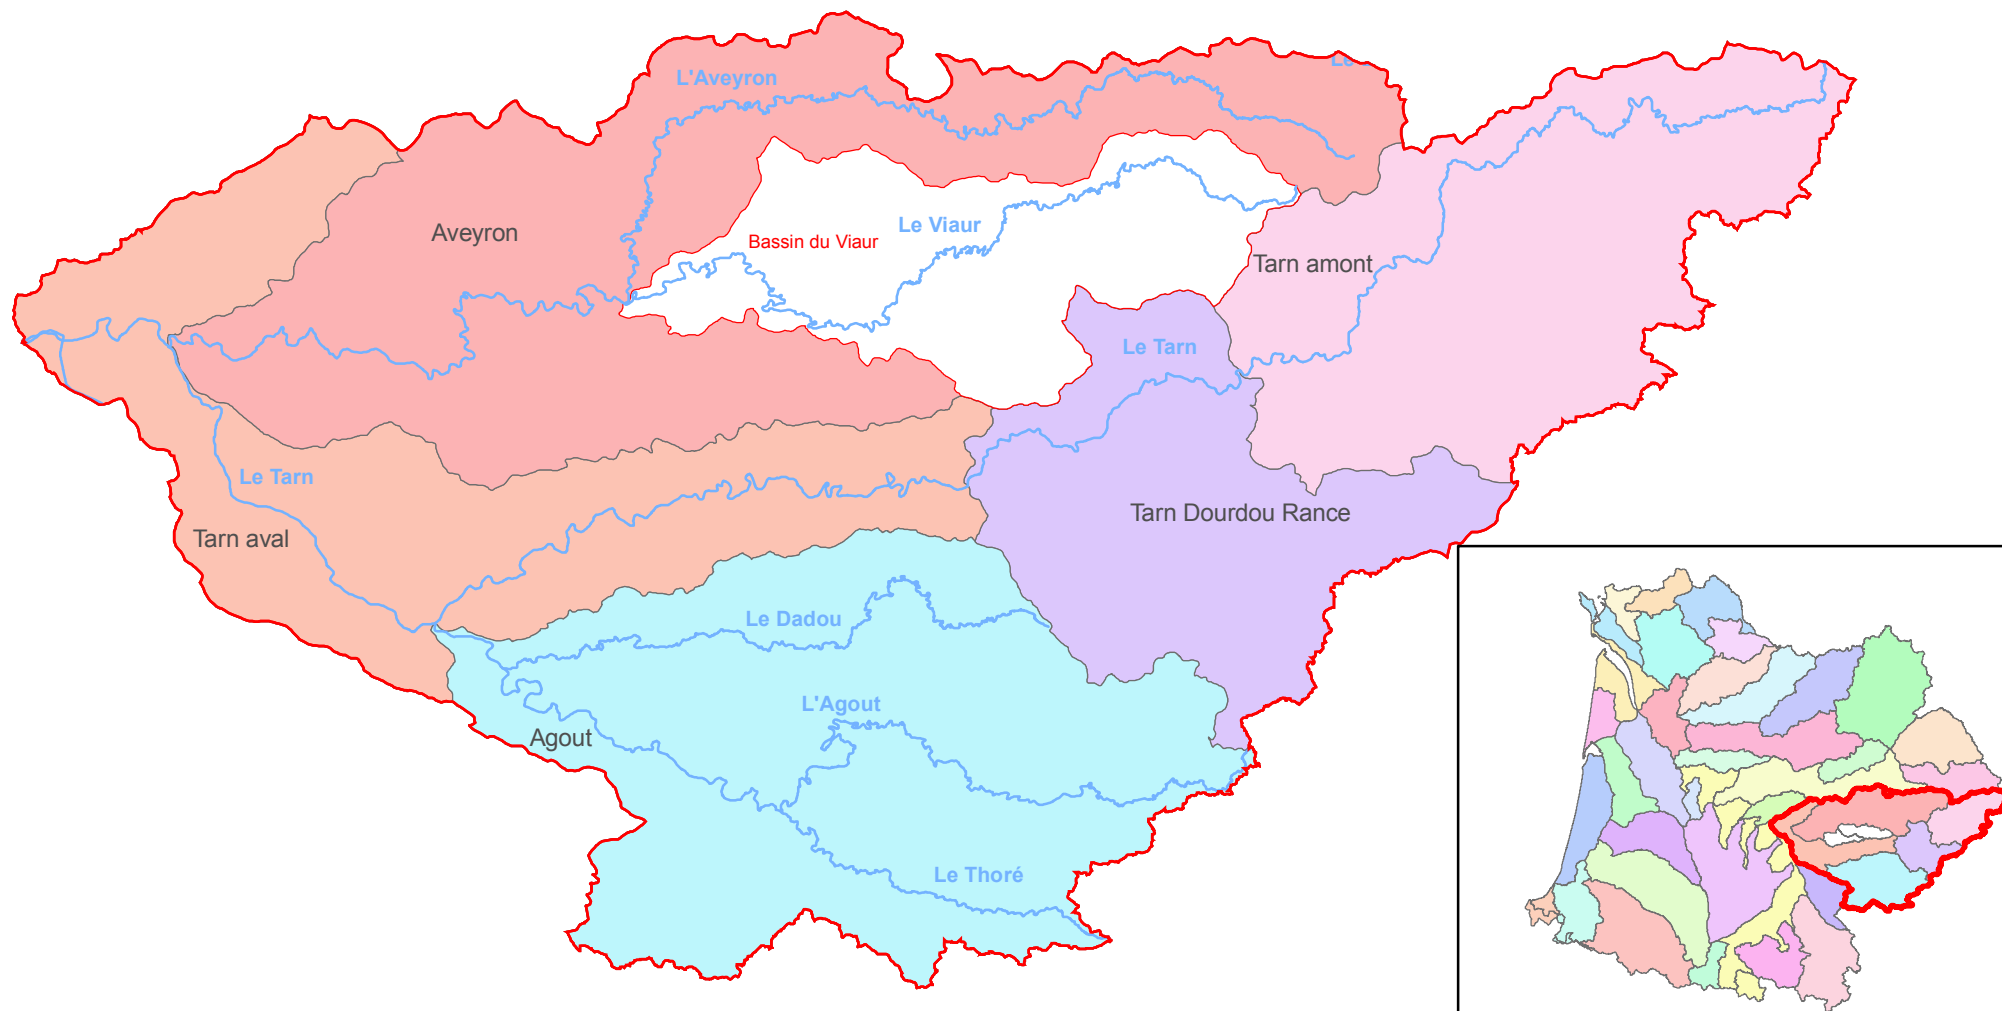 Le
L'Aveyron
Le Viaur
Aveyron
Bassin du Viaur
Tarn amont
Le Tarn
Le Tarn
Tarn Dourdou Rance
Tarn aval
Le Dadou
L'Agout
Agout
Le Thoré